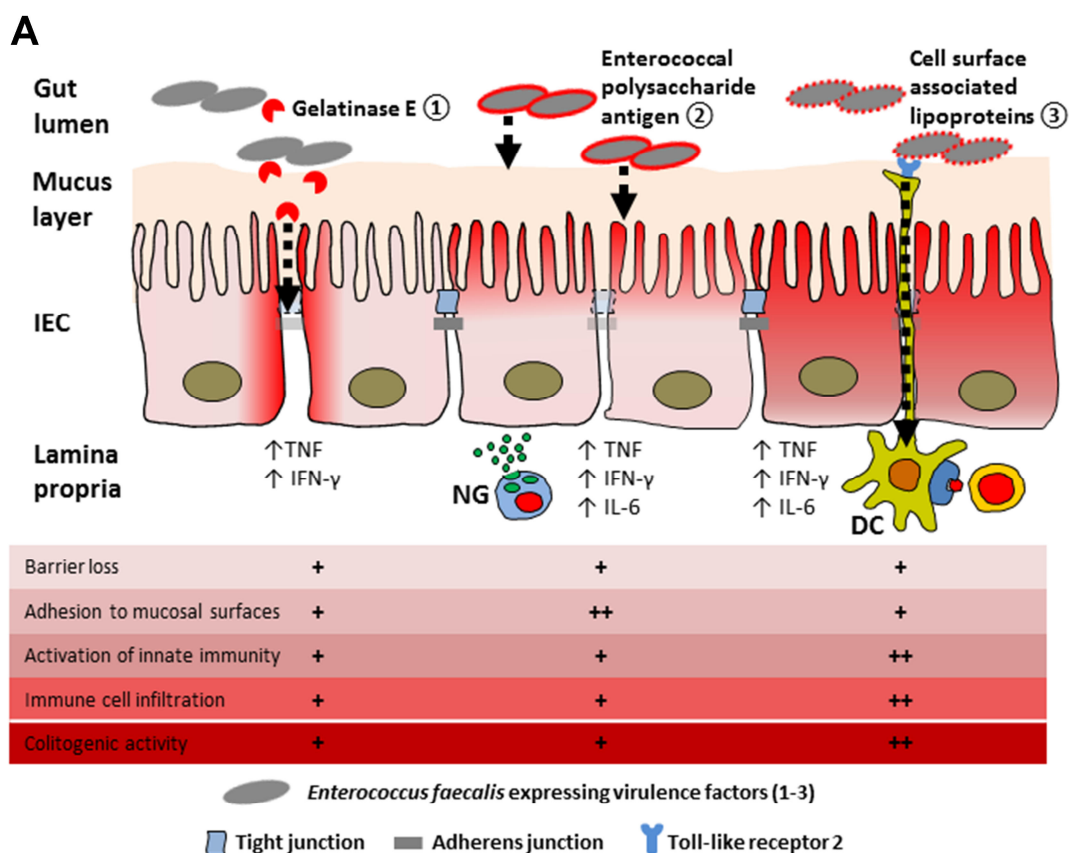 A
Gut
lumen
Gelatinase E ①
Enterococcal
polysaccharide
antigen ②
Cell surface
associated
lipoproteins ③
Mucus
layer
IEC
Lamina
propria
↑TNF
↑ IFN-γ
NG
↑ TNF
↑ IFN-γ
↑ IL-6
↑ TNF
↑ IFN-γ
↑ IL-6
DC
Barrier loss + + +
Adhesion to mucosal surfaces + ++ +
Activation of innate immunity + + ++
Immune cell infiltration + + ++
Colitogenic activity + + ++
Enterococcus faecalis expressing virulence factors (1-3)
Tight junction Adherens junction Toll-like receptor 2